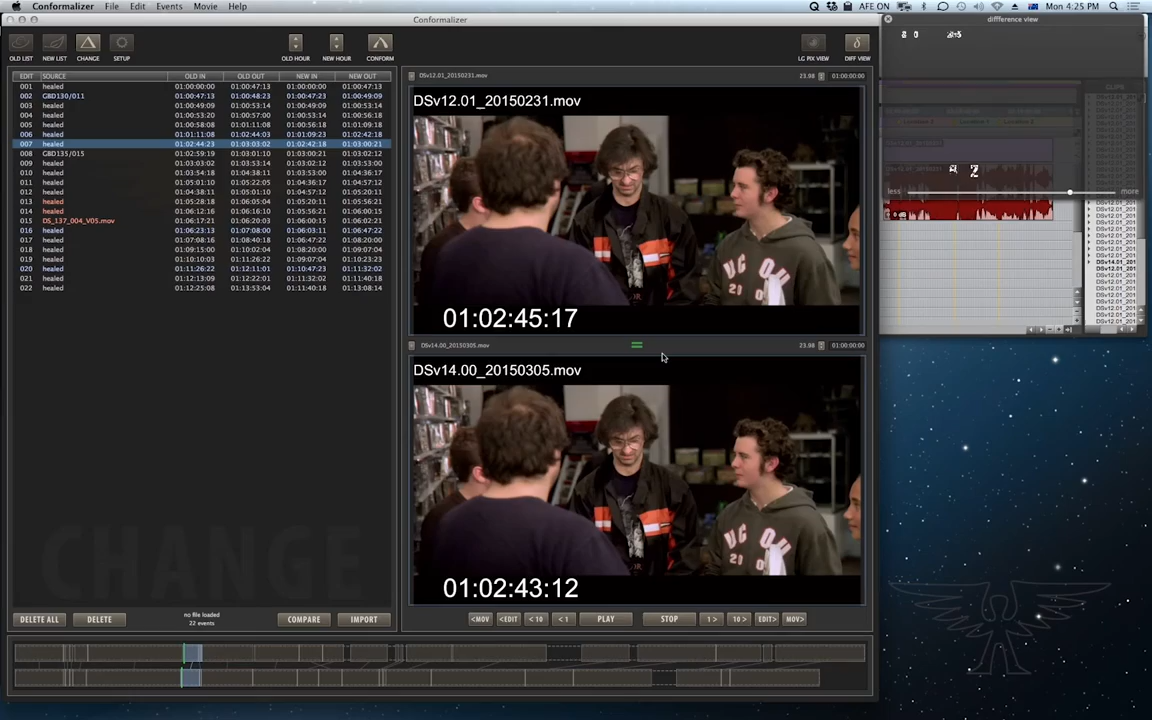 Conformalizer File Edit Events Movie Help
AFE ON Mon 4:25 PM
Conformalizer
diffference view
OLD LIST NEW LIST CHANGE SETUP OLD HOUR NEW HOUR CONFORM LG PIX VIEW DIFF VIEW
EDIT SOURCE OLD IN OLD OUT NEW IN NEW OUT
001 healed 01:00:00:00 01:00:47:13 01:00:00:00 01:00:47:13
002 GBD130/011 01:00:47:13 01:00:48:23 01:00:47:23 01:00:49:09
003 healed 01:00:49:09 01:00:53:14 01:00:49:09 01:00:53:14
004 healed 01:00:53:20 01:00:57:00 01:00:53:14 01:00:56:18
005 healed 01:00:58:08 01:01:11:08 01:00:56:18 01:01:09:18
006 healed 01:01:11:08 01:02:44:03 01:01:09:23 01:02:42:18
007 healed 01:02:44:23 01:03:03:02 01:02:42:18 01:03:00:21
008 GBD135/015 01:02:59:19 01:03:01:10 01:03:00:21 01:03:02:12
009 healed 01:03:03:02 01:03:53:14 01:03:02:12 01:03:53:00
010 healed 01:03:54:18 01:04:38:11 01:03:53:00 01:04:36:17
011 healed 01:05:01:10 01:05:22:05 01:04:36:17 01:04:57:12
012 healed 01:04:38:11 01:05:01:10 01:04:57:12 01:05:20:11
013 healed 01:05:28:18 01:06:05:04 01:05:20:11 01:05:56:21
014 healed 01:06:12:16 01:06:16:10 01:05:56:21 01:06:00:15
015 DS_137_004_V05.mov 01:06:17:21 01:06:20:03 01:06:00:15 01:06:02:21
016 healed 01:06:23:13 01:07:08:00 01:06:03:11 01:06:47:22
017 healed 01:07:08:16 01:08:40:18 01:06:47:22 01:08:20:00
018 healed 01:09:15:00 01:10:02:04 01:08:20:00 01:09:07:04
019 healed 01:10:10:03 01:11:26:22 01:09:07:04 01:10:23:23
020 healed 01:11:26:22 01:12:11:01 01:10:47:23 01:11:32:02
021 healed 01:12:13:09 01:12:22:01 01:11:32:02 01:11:40:18
022 healed 01:12:25:08 01:13:53:04 01:11:40:18 01:13:08:14
DSv12.01_20150231.mov 23.98 01:00:00:00
DSv12.01_20150231.mov
01:02:45:17
DSv14.00_20150305.mov 23.98 01:00:00:00
DSv14.00_20150305.mov
01:02:43:12
less more
CLIPS
CHANGE
DELETE ALL DELETE no file loaded COMPARE IMPORT
22 events
<MOV <EDIT < 10 < 1 PLAY STOP 1 > 10 > EDIT> MOV>